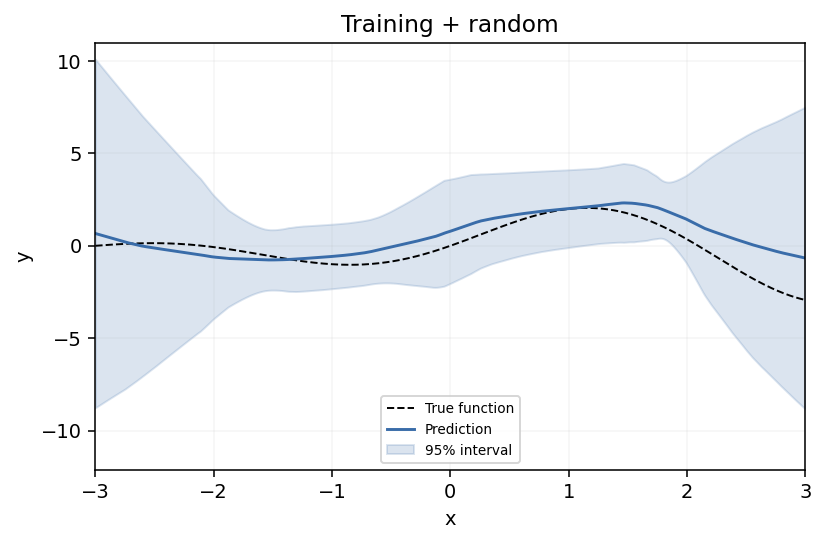 Training + random
10
5
0
−5
−10
y
−3
−2
−1
0
1
2
3
x
True function
Prediction
95% interval